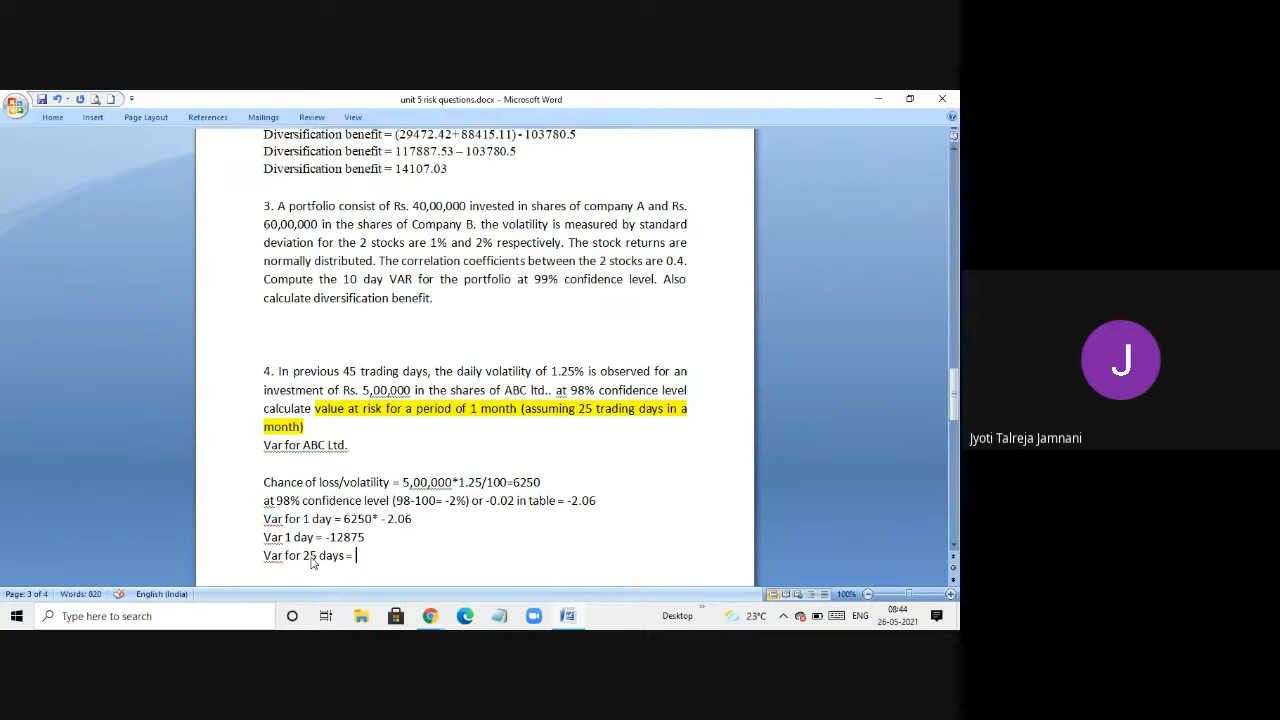 unit 5 risk questions.docx - Microsoft Word
Home Insert Page Layout References Mailings Review View
Diversification benefit = (29472.42+88415.11) - 103780.5
Diversification benefit = 117887.53 – 103780.5
Diversification benefit = 14107.03
3. A portfolio consist of Rs. 40,00,000 invested in shares of company A and Rs.
60,00,000 in the shares of Company B. the volatility is measured by standard
deviation for the 2 stocks are 1% and 2% respectively. The stock returns are
normally distributed. The correlation coefficients between the 2 stocks are 0.4.
Compute the 10 day VAR for the portfolio at 99% confidence level. Also
calculate diversification benefit.
4. In previous 45 trading days, the daily volatility of 1.25% is observed for an
investment of Rs. 5,00,000 in the shares of ABC ltd.. at 98% confidence level
calculate value at risk for a period of 1 month (assuming 25 trading days in a
month)
Var for ABC Ltd.
Chance of loss/volatility = 5,00,000*1.25/100=6250
at 98% confidence level (98-100= -2%) or -0.02 in table = -2.06
Var for 1 day = 6250* - 2.06
Var 1 day = -12875
Var for 25 days =
Page: 3 of 4 Words: 820 English (India) 100%
Type here to search Desktop 23°C ENG 08:44
26-05-2021
J
Jyoti Talreja Jamnani